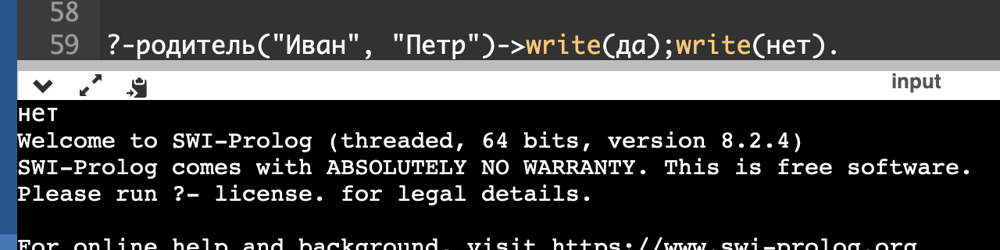 58
59 ?-родитель("Иван", "Петр")->write(да);write(нет).
input
нет
Welcome to SWI-Prolog (threaded, 64 bits, version 8.2.4)
SWI-Prolog comes with ABSOLUTELY NO WARRANTY. This is free software.
Please run ?- license. for legal details.
For online help and background, visit https://www.swi-prolog.org